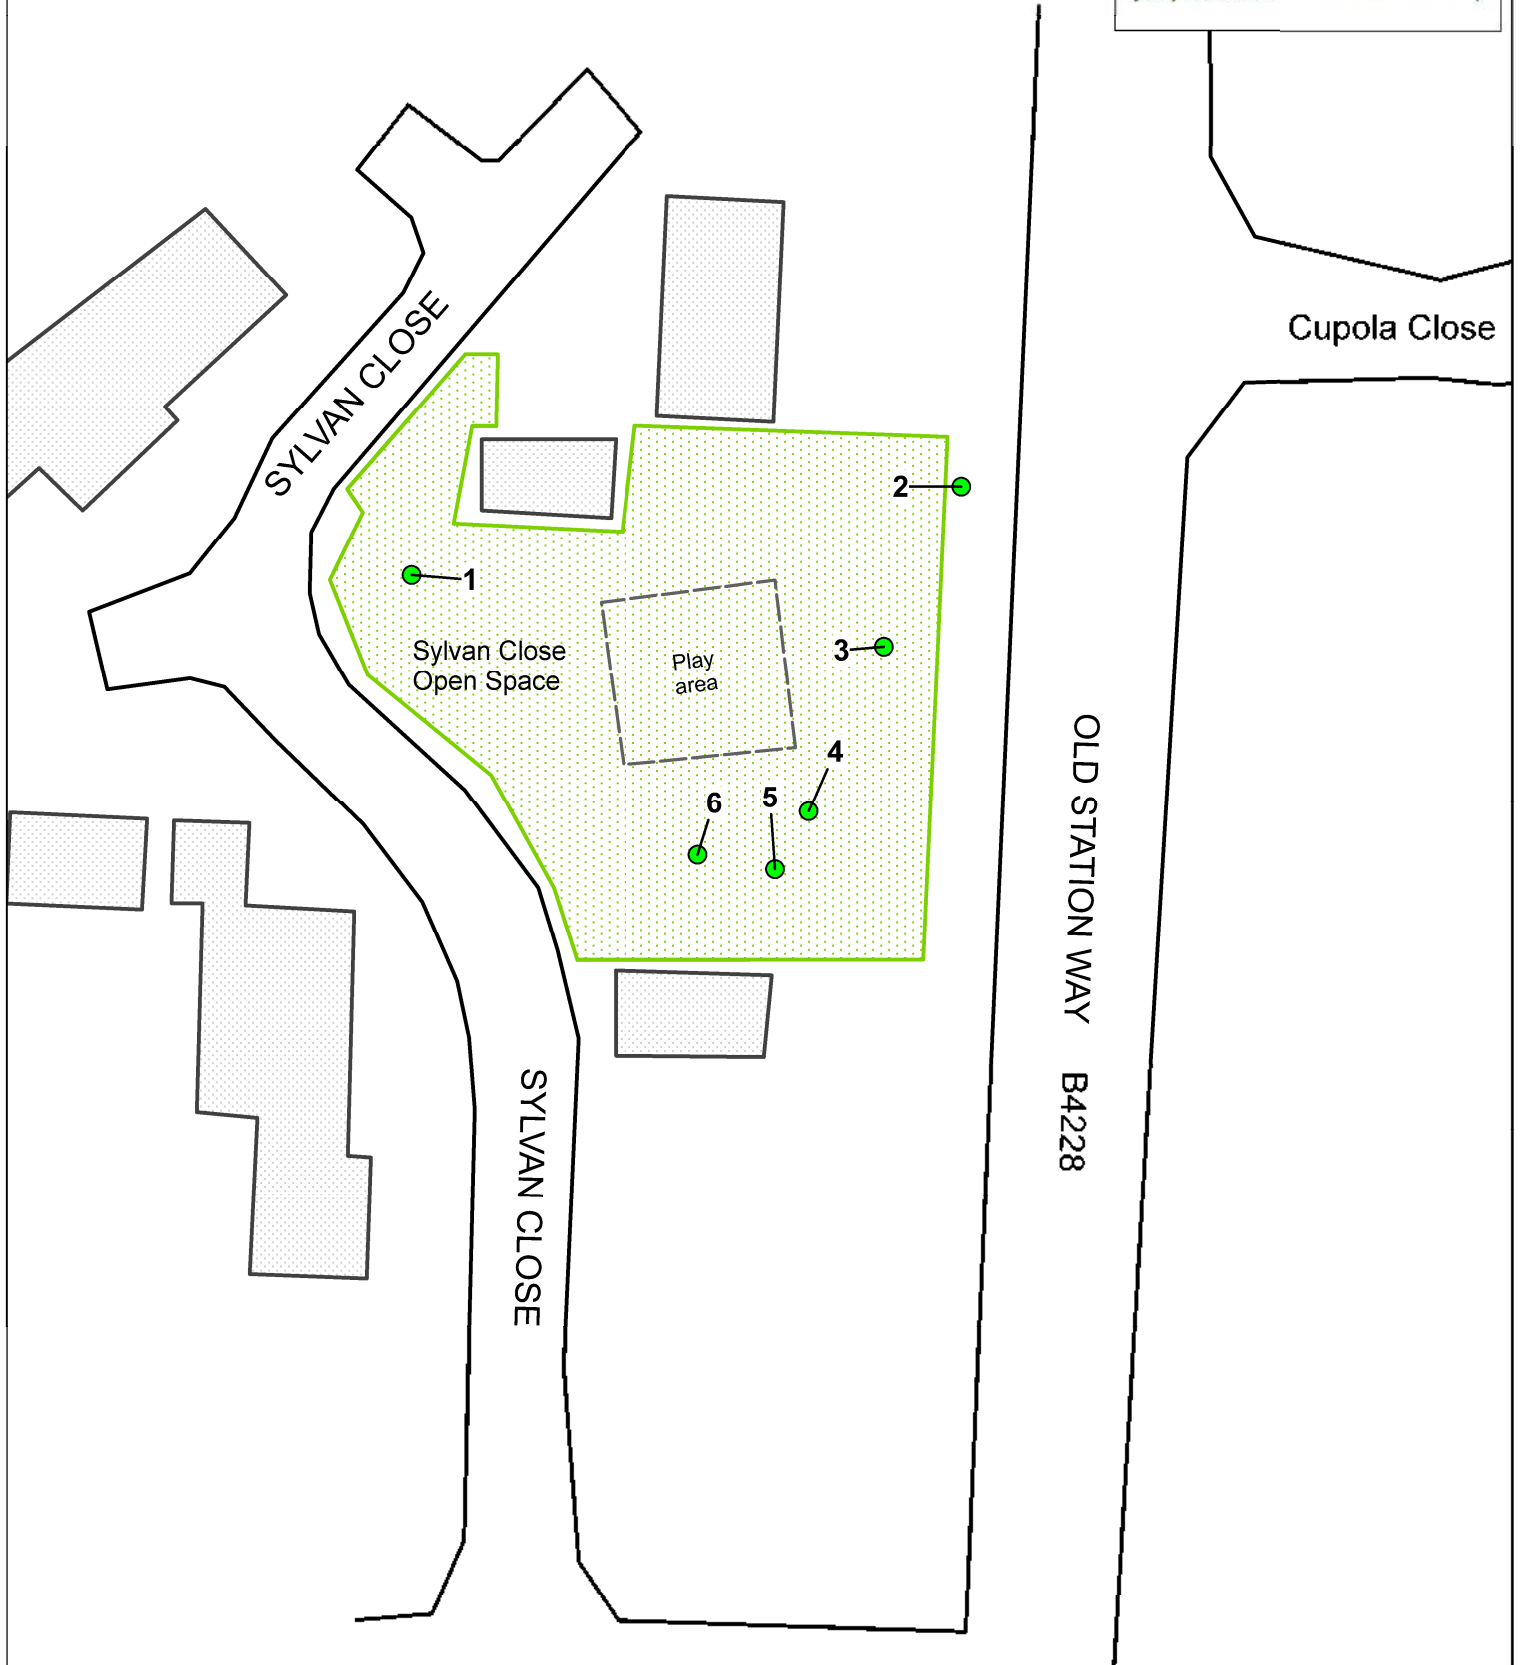 SYLVAN CLOSE
Cupola Close
2
1
3
Sylvan Close
Open Space
Play
area
4
5
6
OLD STATION WAY B4228
SYLVAN CLOSE